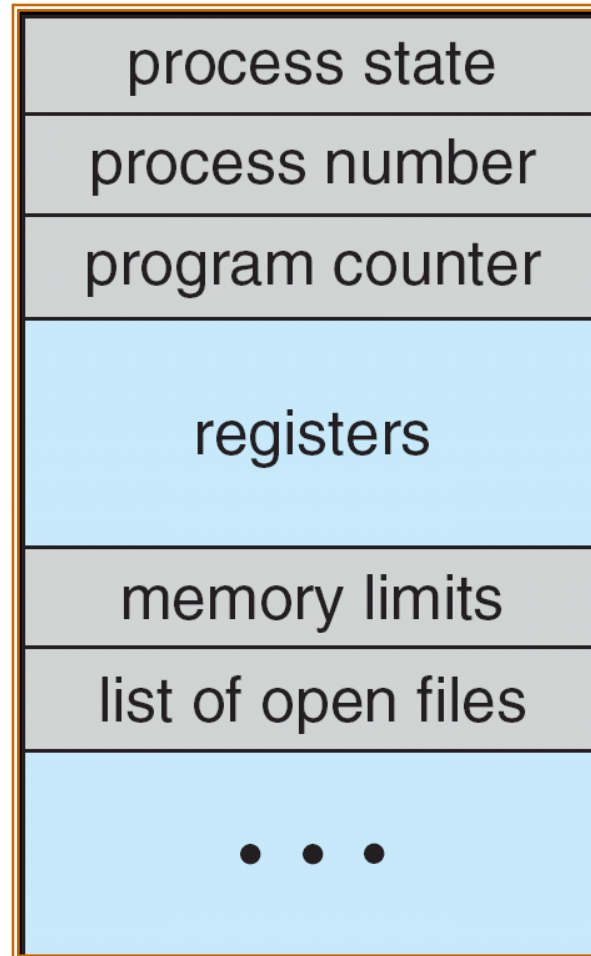 process state
process number
program counter
registers
memory limits
list of open files
• • •